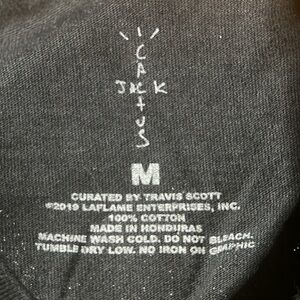 CACTUS
JACK
M
CURATED BY TRAVIS SCOTT
©2019 LAFLAME ENTERPRISES, INC.
100% COTTON
MADE IN HONDURAS
MACHINE WASH COLD. DO NOT BLEACH.
TUMBLE DRY LOW. NO IRON ON GRAPHIC